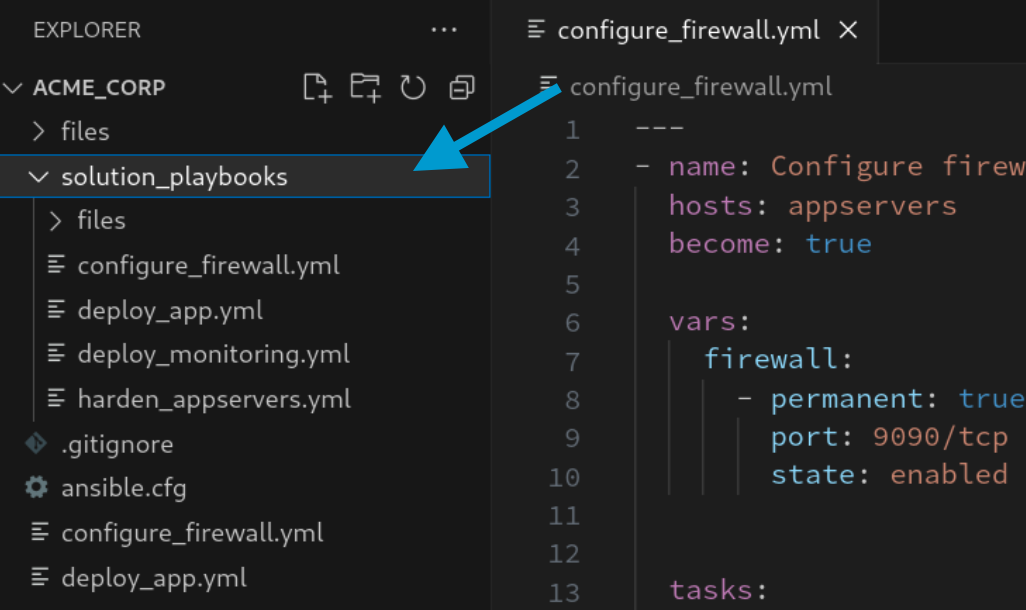 EXPLORER
ACME_CORP
files
solution_playbooks
files
configure_firewall.yml
deploy_app.yml
deploy_monitoring.yml
harden_appservers.yml
.gitignore
ansible.cfg
configure_firewall.yml
deploy_app.yml
configure_firewall.yml
configure_firewall.yml
1 ---
2 - name: Configure firew
3 hosts: appservers
4 become: true
5
6 vars:
7 firewall:
8 - permanent: true
9 port: 9090/tcp
10 state: enabled
11
12
13 tasks: